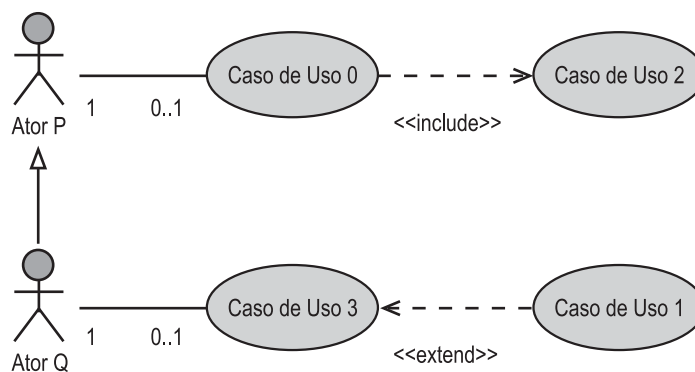 Caso de Uso 0
Caso de Uso 2
1
0..1
<<include>>
Ator P
Caso de Uso 3
Caso de Uso 1
1
0..1
<<extend>>
Ator Q